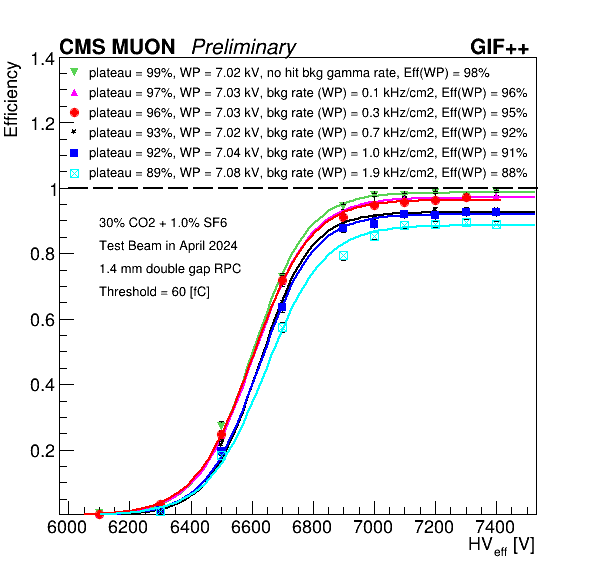 CMS MUON Preliminary GIF++
Efficiency
1.4
plateau = 99%, WP = 7.02 kV, no hit bkg gamma rate, Eff(WP) = 98%
plateau = 97%, WP = 7.03 kV, bkg rate (WP) = 0.1 kHz/cm2, Eff(WP) = 96%
plateau = 96%, WP = 7.03 kV, bkg rate (WP) = 0.3 kHz/cm2, Eff(WP) = 95%
1.2
plateau = 93%, WP = 7.02 kV, bkg rate (WP) = 0.7 kHz/cm2, Eff(WP) = 92%
plateau = 92%, WP = 7.04 kV, bkg rate (WP) = 1.0 kHz/cm2, Eff(WP) = 91%
plateau = 89%, WP = 7.08 kV, bkg rate (WP) = 1.9 kHz/cm2, Eff(WP) = 88%
1
30% CO2 + 1.0% SF6
Test Beam in April 2024
0.8
1.4 mm double gap RPC
Threshold = 60 [fC]
0.6
0.4
0.2
6000 6200 6400 6600 6800 7000 7200 7400
HVeff [V]